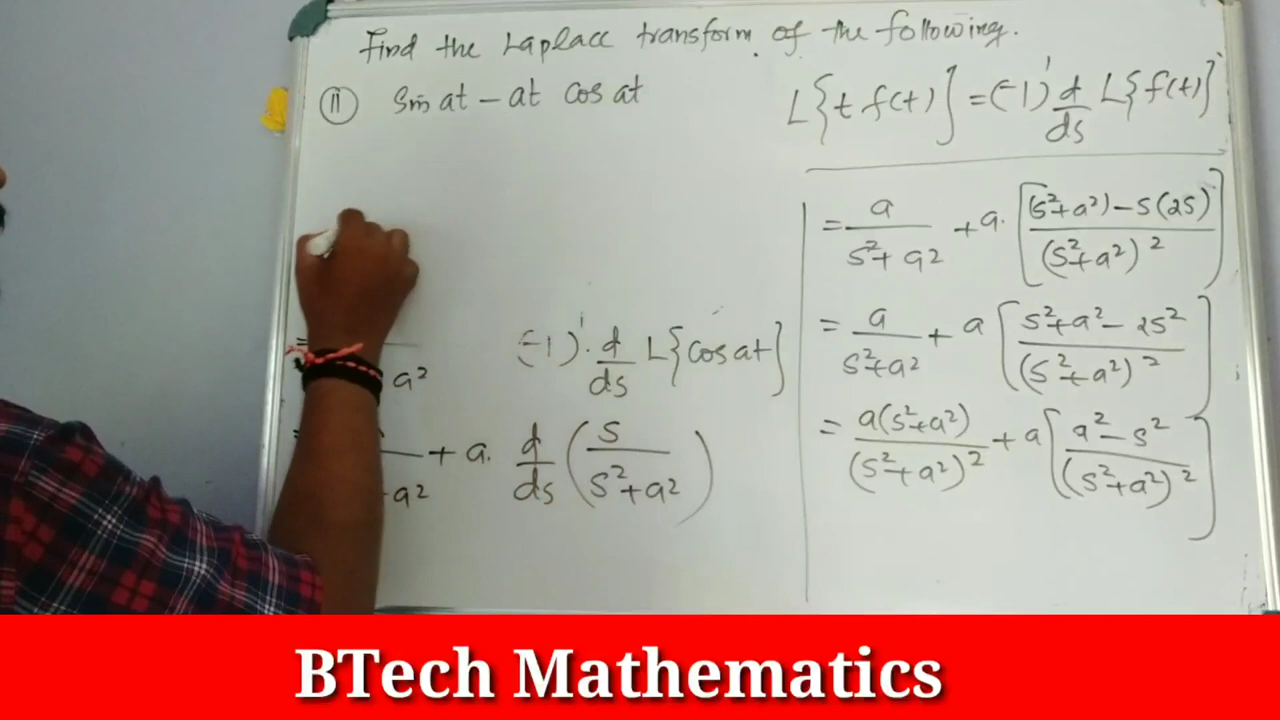 Find the Laplace transform of the following.
11 Sin at - at cos at
L{t f(t)} = (-1)¹ d/ds L{f(t)}
= a² (-1)¹. d/ds L{cos at}
a² + a. d/ds (s/(s²+a²))
= a/(s²+a²) + a. [((s²+a²) - s(2s))/(s²+a²)²]
= a/(s²+a²) + a [(s²+a² - 2s²)/(s²+a²)²]
= a(s²+a²)/(s²+a²)² + a [(a² - s²)/(s²+a²)²]
BTech Mathematics